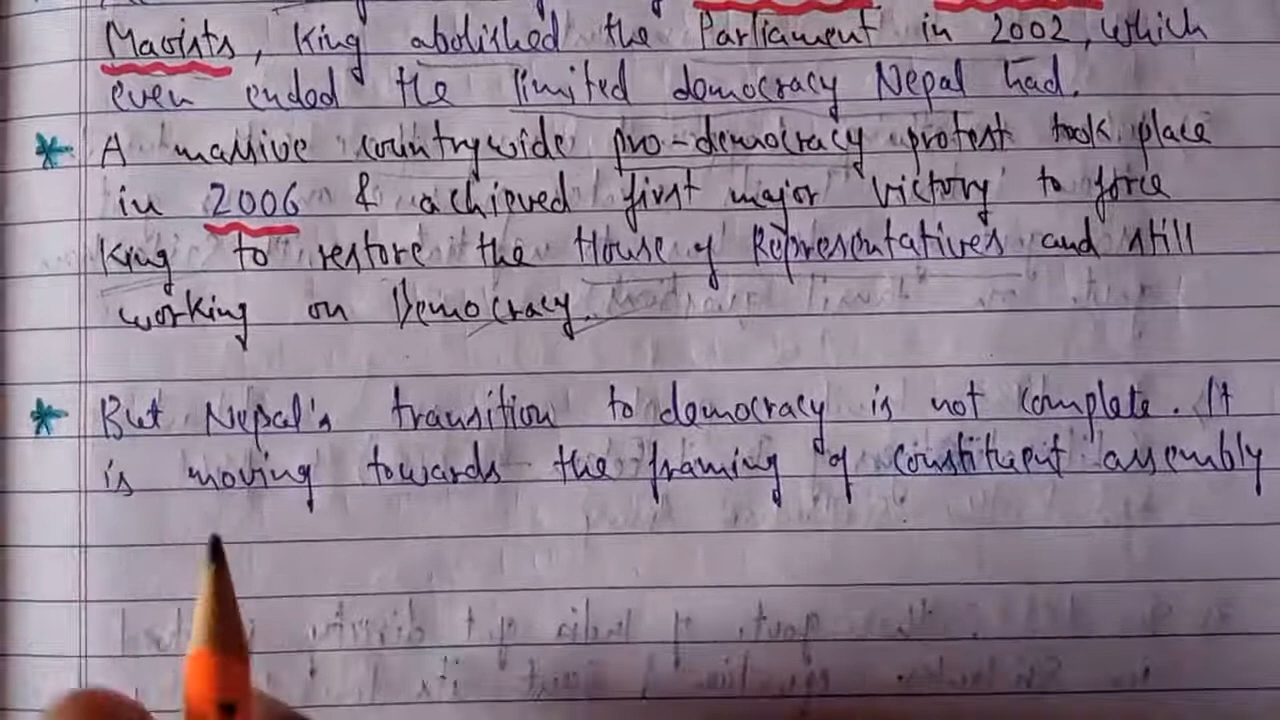 Maoists, King abolished the Parliament in 2002, which
even ended the limited democracy Nepal had.
* A massive countrywide pro-democracy protest took place
in 2006 & achieved first major victory to force
King to restore the House of Representatives and still
working on Democracy.
* But Nepal's transition to democracy is not complete. It
is moving towards the framing of constituent assembly